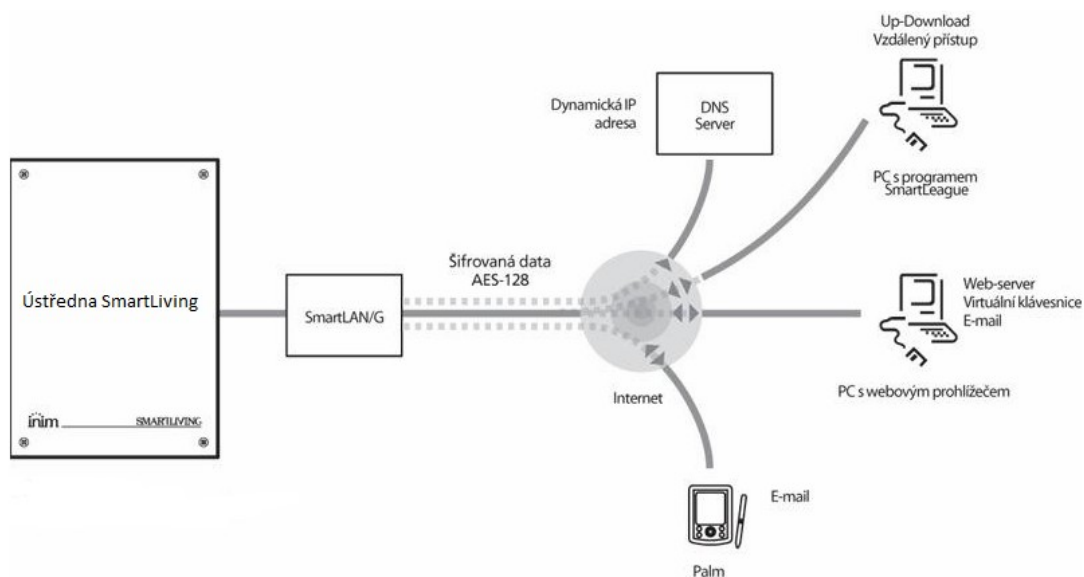 Up-Download
Vzdálený přístup
Dynamická IP
adresa
DNS
Server
PC s programem
SmartLeague
Šifrovaná data
AES-128
Ústředna SmartLiving
SmartLAN/G
Web-server
Virtuální klávesnice
E-mail
Internet
PC s webovým prohlížečem
inim
SMARTLIVING
E-mail
Palm